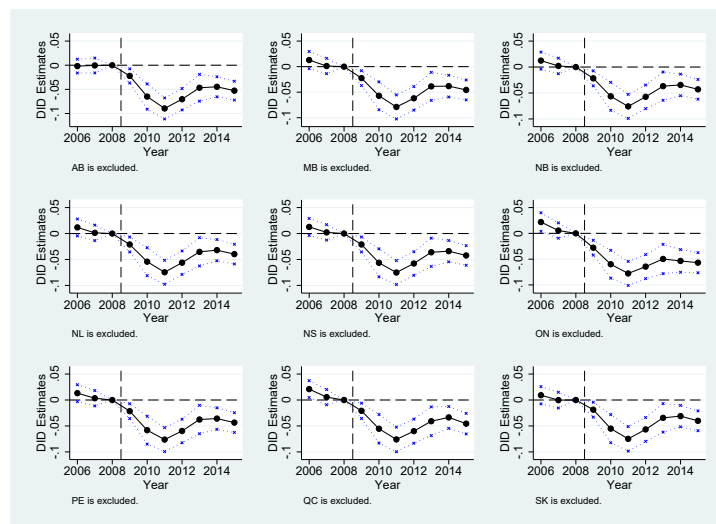 DID Estimates
.05
0
-.05
-.1
2006 2008 2010 2012 2014
Year
AB is excluded.
DID Estimates
.05
0
-.05
-.1
2006 2008 2010 2012 2014
Year
MB is excluded.
DID Estimates
.05
0
-.05
-.1
2006 2008 2010 2012 2014
Year
NB is excluded.
DID Estimates
.05
0
-.05
-.1
2006 2008 2010 2012 2014
Year
NL is excluded.
DID Estimates
.05
0
-.05
-.1
2006 2008 2010 2012 2014
Year
NS is excluded.
DID Estimates
.05
0
-.05
-.1
2006 2008 2010 2012 2014
Year
ON is excluded.
DID Estimates
.05
0
-.05
-.1
2006 2008 2010 2012 2014
Year
PE is excluded.
DID Estimates
.05
0
-.05
-.1
2006 2008 2010 2012 2014
Year
QC is excluded.
DID Estimates
.05
0
-.05
-.1
2006 2008 2010 2012 2014
Year
SK is excluded.